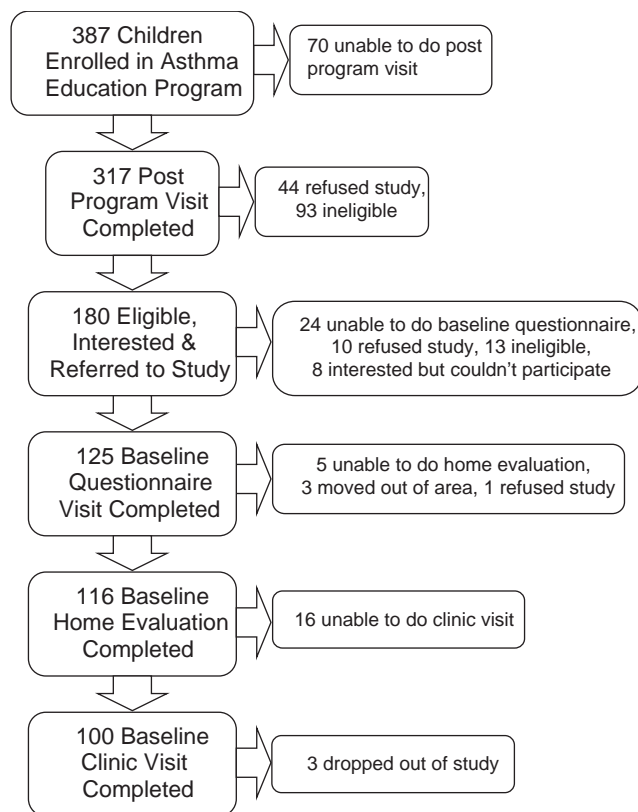 387 Children
Enrolled in Asthma
Education Program
70 unable to do post
program visit
317 Post
Program Visit
Completed
44 refused study,
93 ineligible
180 Eligible,
Interested &
Referred to Study
24 unable to do baseline questionnaire,
10 refused study, 13 ineligible,
8 interested but couldn't participate
125 Baseline
Questionnaire
Visit Completed
5 unable to do home evaluation,
3 moved out of area, 1 refused study
116 Baseline
Home Evaluation
Completed
16 unable to do clinic visit
100 Baseline
Clinic Visit
Completed
3 dropped out of study